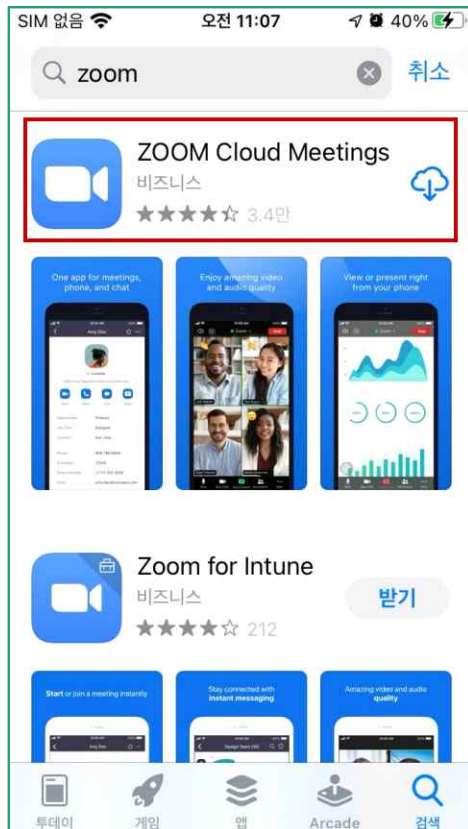 SIM 없음 오전 11:07 40%
zoom 취소
ZOOM Cloud Meetings
비즈니스
3.4만
One app for meetings, phone, and chat
Enjoy amazing video and audio quality
View or present right from your phone
Zoom for Intune
비즈니스
받기
212
Start or join a meeting instantly
Stay connected with instant messaging
Amazing video and audio quality
투데이 게임 앱 Arcade 검색